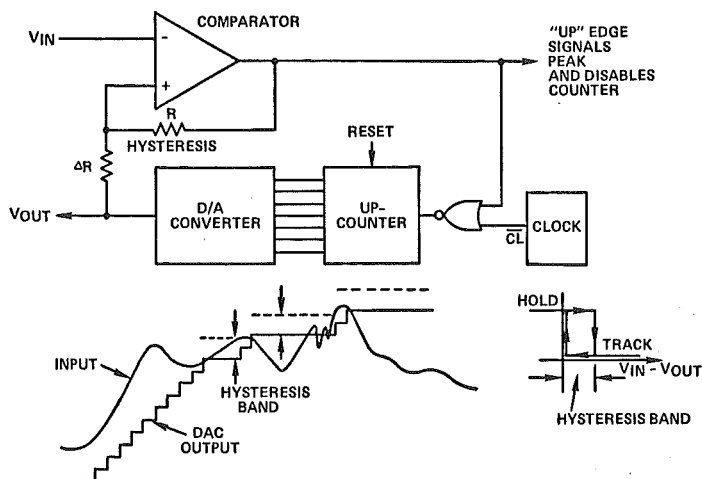 COMPARATOR
VIN
-
+
"UP" EDGE
SIGNALS
PEAK
AND DISABLES
COUNTER
R
HYSTERESIS
RESET
ΔR
VOUT
D/A
CONVERTER
UP-
COUNTER
CL
CLOCK
INPUT
HYSTERESIS
BAND
DAC
OUTPUT
HOLD
TRACK
VIN - VOUT
HYSTERESIS BAND